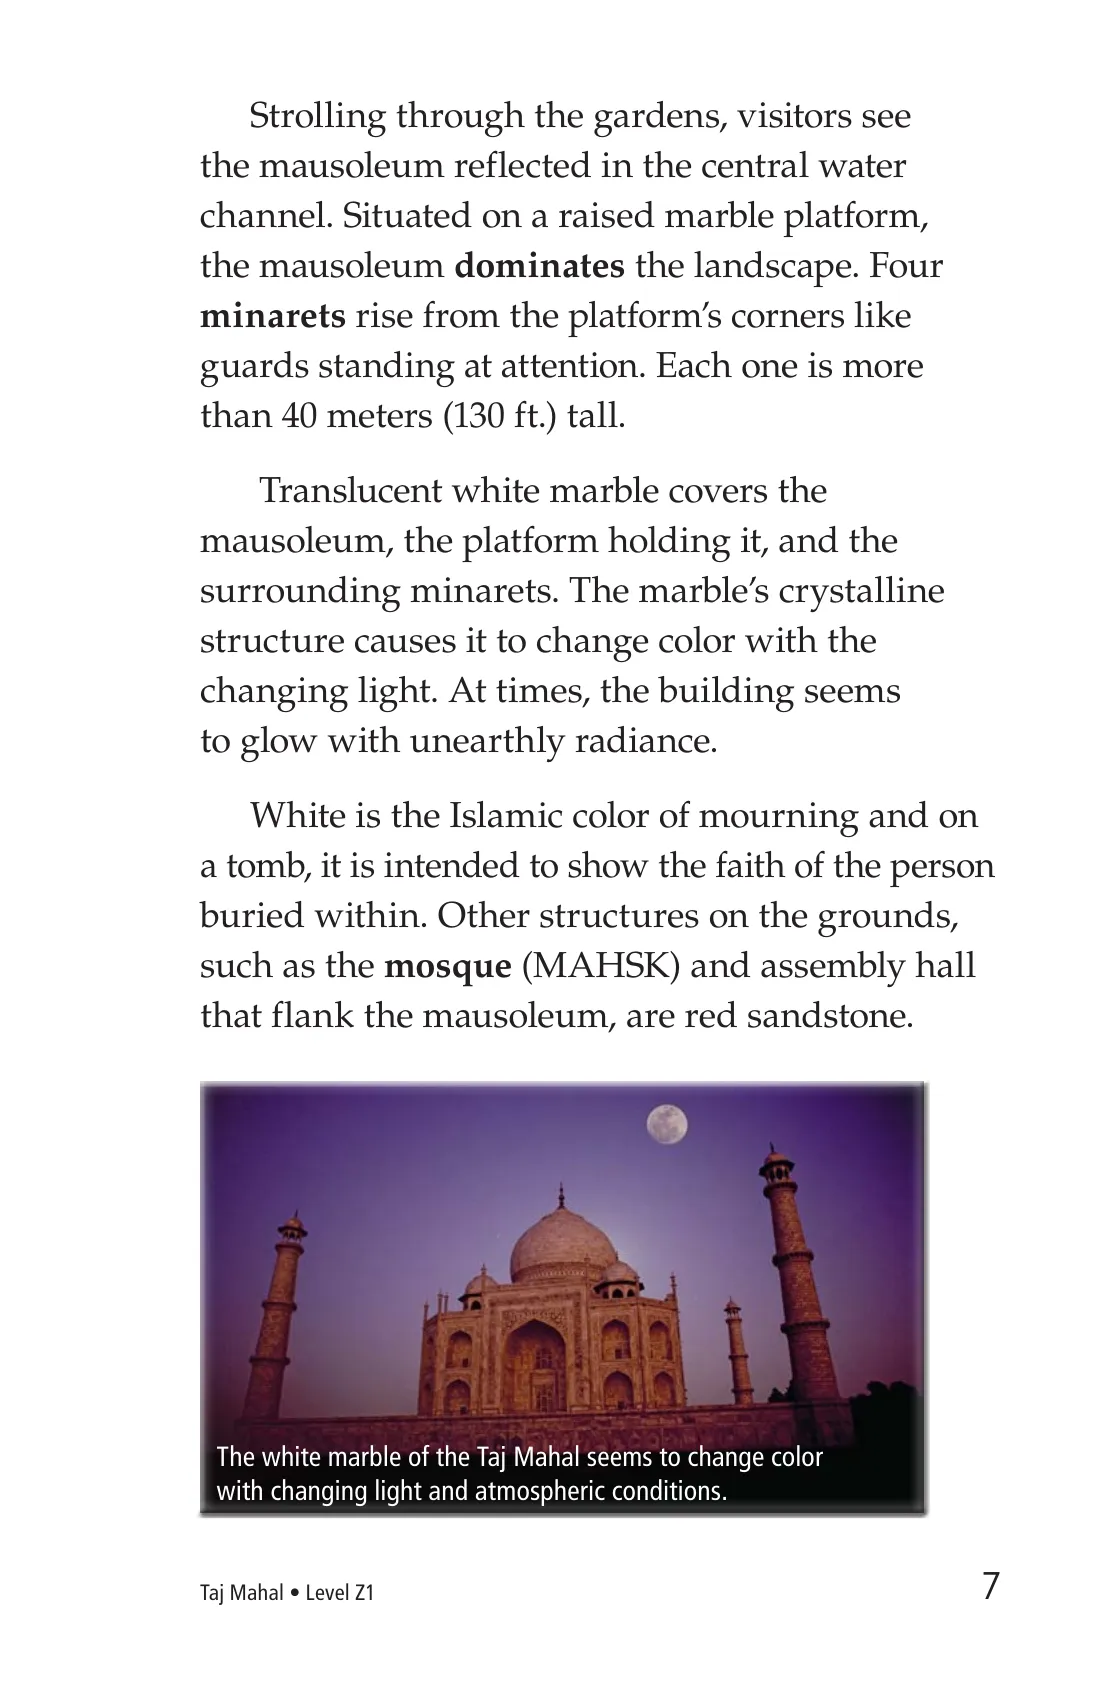 Strolling through the gardens, visitors see
the mausoleum reflected in the central water
channel. Situated on a raised marble platform,
the mausoleum dominates the landscape. Four
minarets rise from the platform’s corners like
guards standing at attention. Each one is more
than 40 meters (130 ft.) tall.
Translucent white marble covers the
mausoleum, the platform holding it, and the
surrounding minarets. The marble’s crystalline
structure causes it to change color with the
changing light. At times, the building seems
to glow with unearthly radiance.
White is the Islamic color of mourning and on
a tomb, it is intended to show the faith of the person
buried within. Other structures on the grounds,
such as the mosque (MAHSK) and assembly hall
that flank the mausoleum, are red sandstone.
The white marble of the Taj Mahal seems to change color
with changing light and atmospheric conditions.
Taj Mahal • Level Z1
7